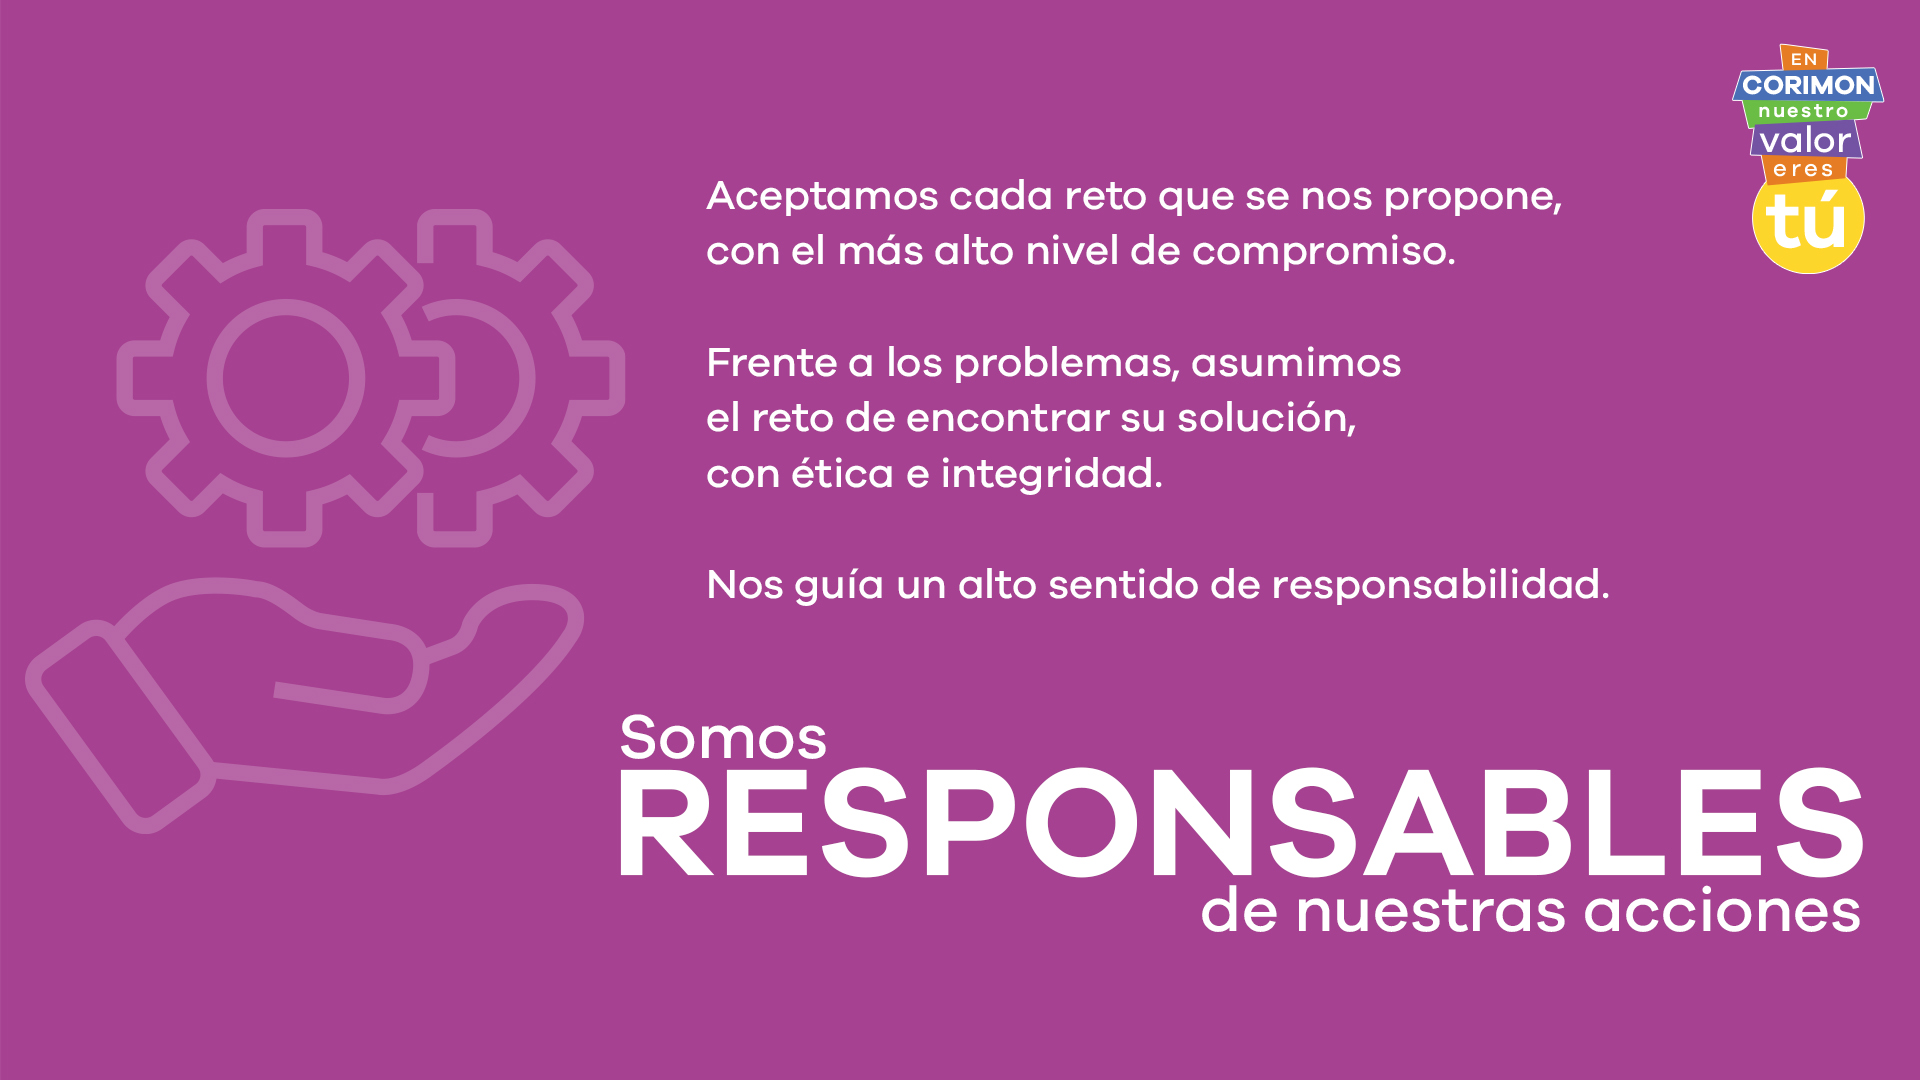 EN
CORIMON
nuestro
valor
eres
tú
Aceptamos cada reto que se nos propone,
con el más alto nivel de compromiso.
Frente a los problemas, asumimos
el reto de encontrar su solución,
con ética e integridad.
Nos guía un alto sentido de responsabilidad.
Somos
RESPONSABLES
de nuestras acciones